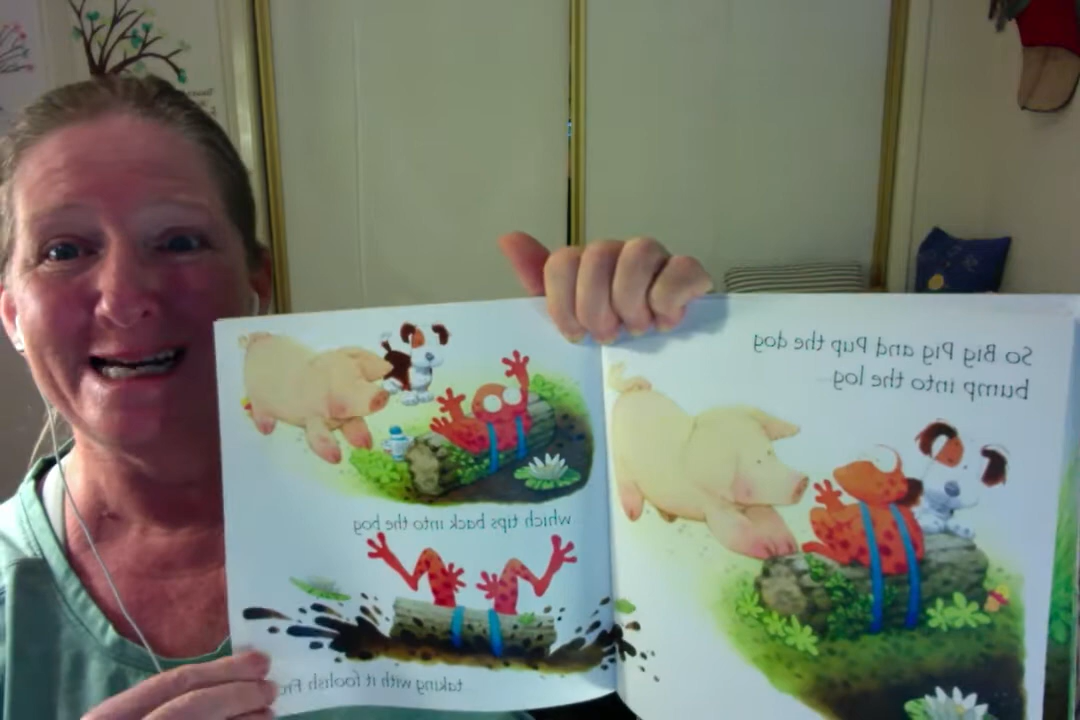 So Big Pig and Pup the dog
bump into the log
which tips back into the bog
taking with it foolish